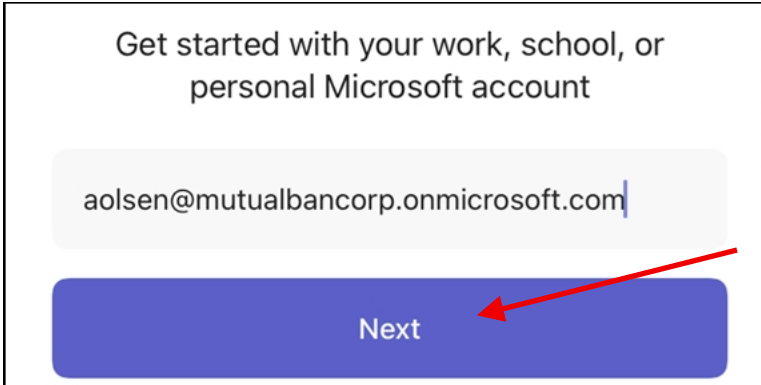 Get started with your work, school, or
personal Microsoft account
aolsen@mutualbancorp.onmicrosoft.com
Next